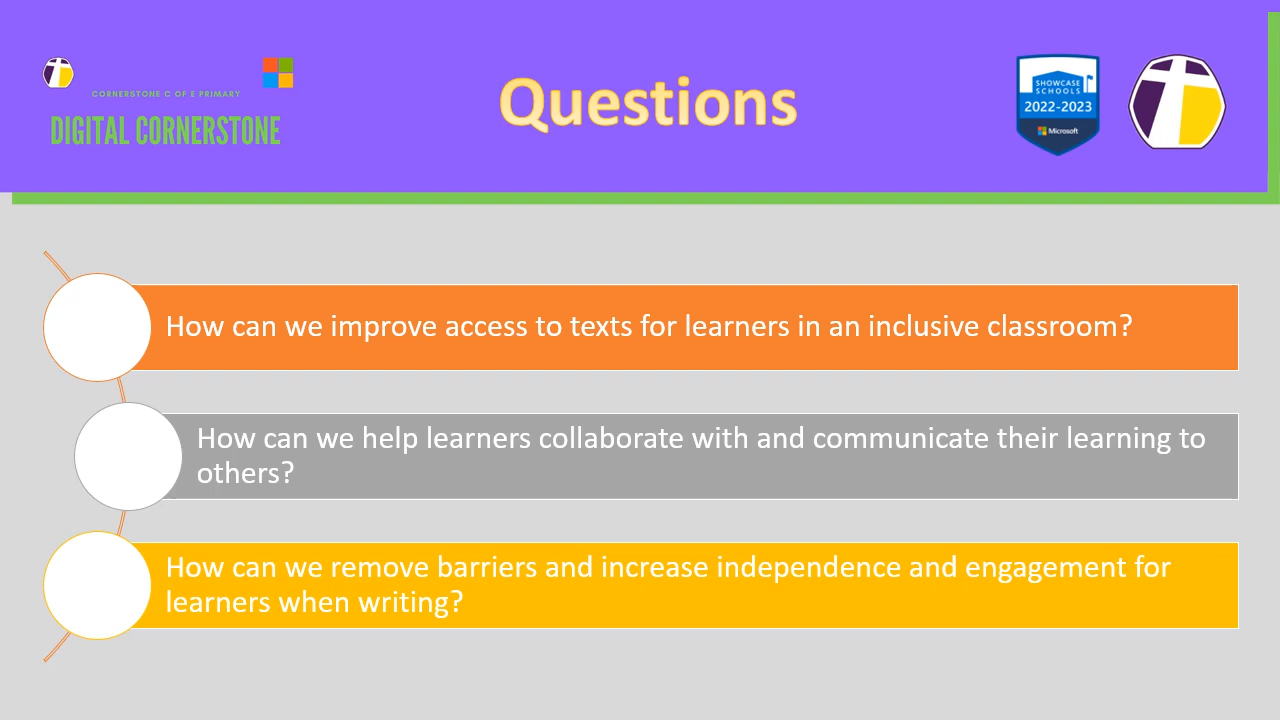 CORNERSTONE C OF E PRIMARY
DIGITAL CORNERSTONE
Questions
SHOWCASE
SCHOOLS
2022-2023
Microsoft
How can we improve access to texts for learners in an inclusive classroom?
How can we help learners collaborate with and communicate their learning to
others?
How can we remove barriers and increase independence and engagement for
learners when writing?